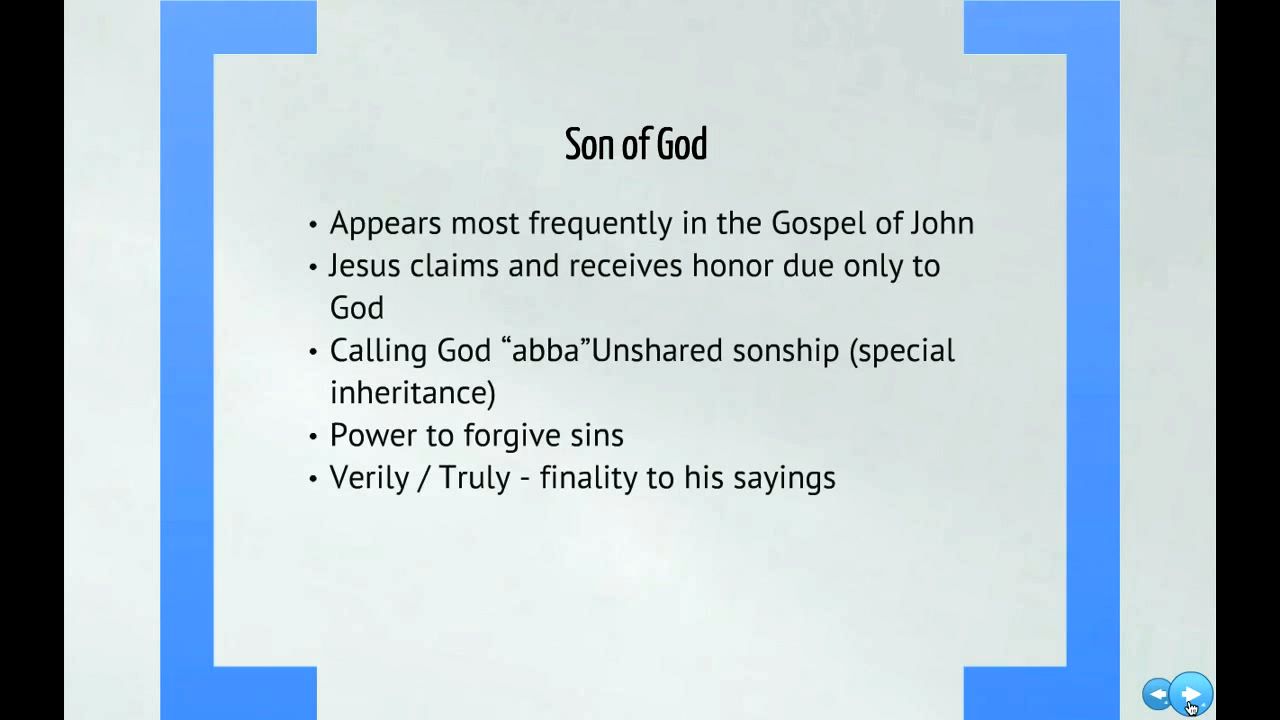 Son of God
• Appears most frequently in the Gospel of John
• Jesus claims and receives honor due only to
God
• Calling God “abba”Unshared sonship (special
inheritance)
• Power to forgive sins
• Verily / Truly - finality to his sayings